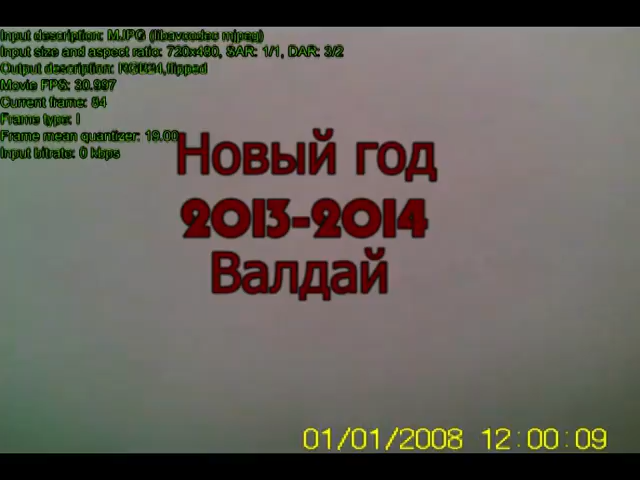 Input description: MJPG (libavcodec mjpeg)
Input size and aspect ratio: 720x480, SAR: 1/1, DAR: 3/2
Output description: RGB24,flipped
Movie FPS: 30.997
Current frame: 84
Frame type: I
Frame mean quantizer: 19.00
Input bitrate: 0 kbps
Новый год
2013-2014
Валдай
01/01/2008 12:00:09